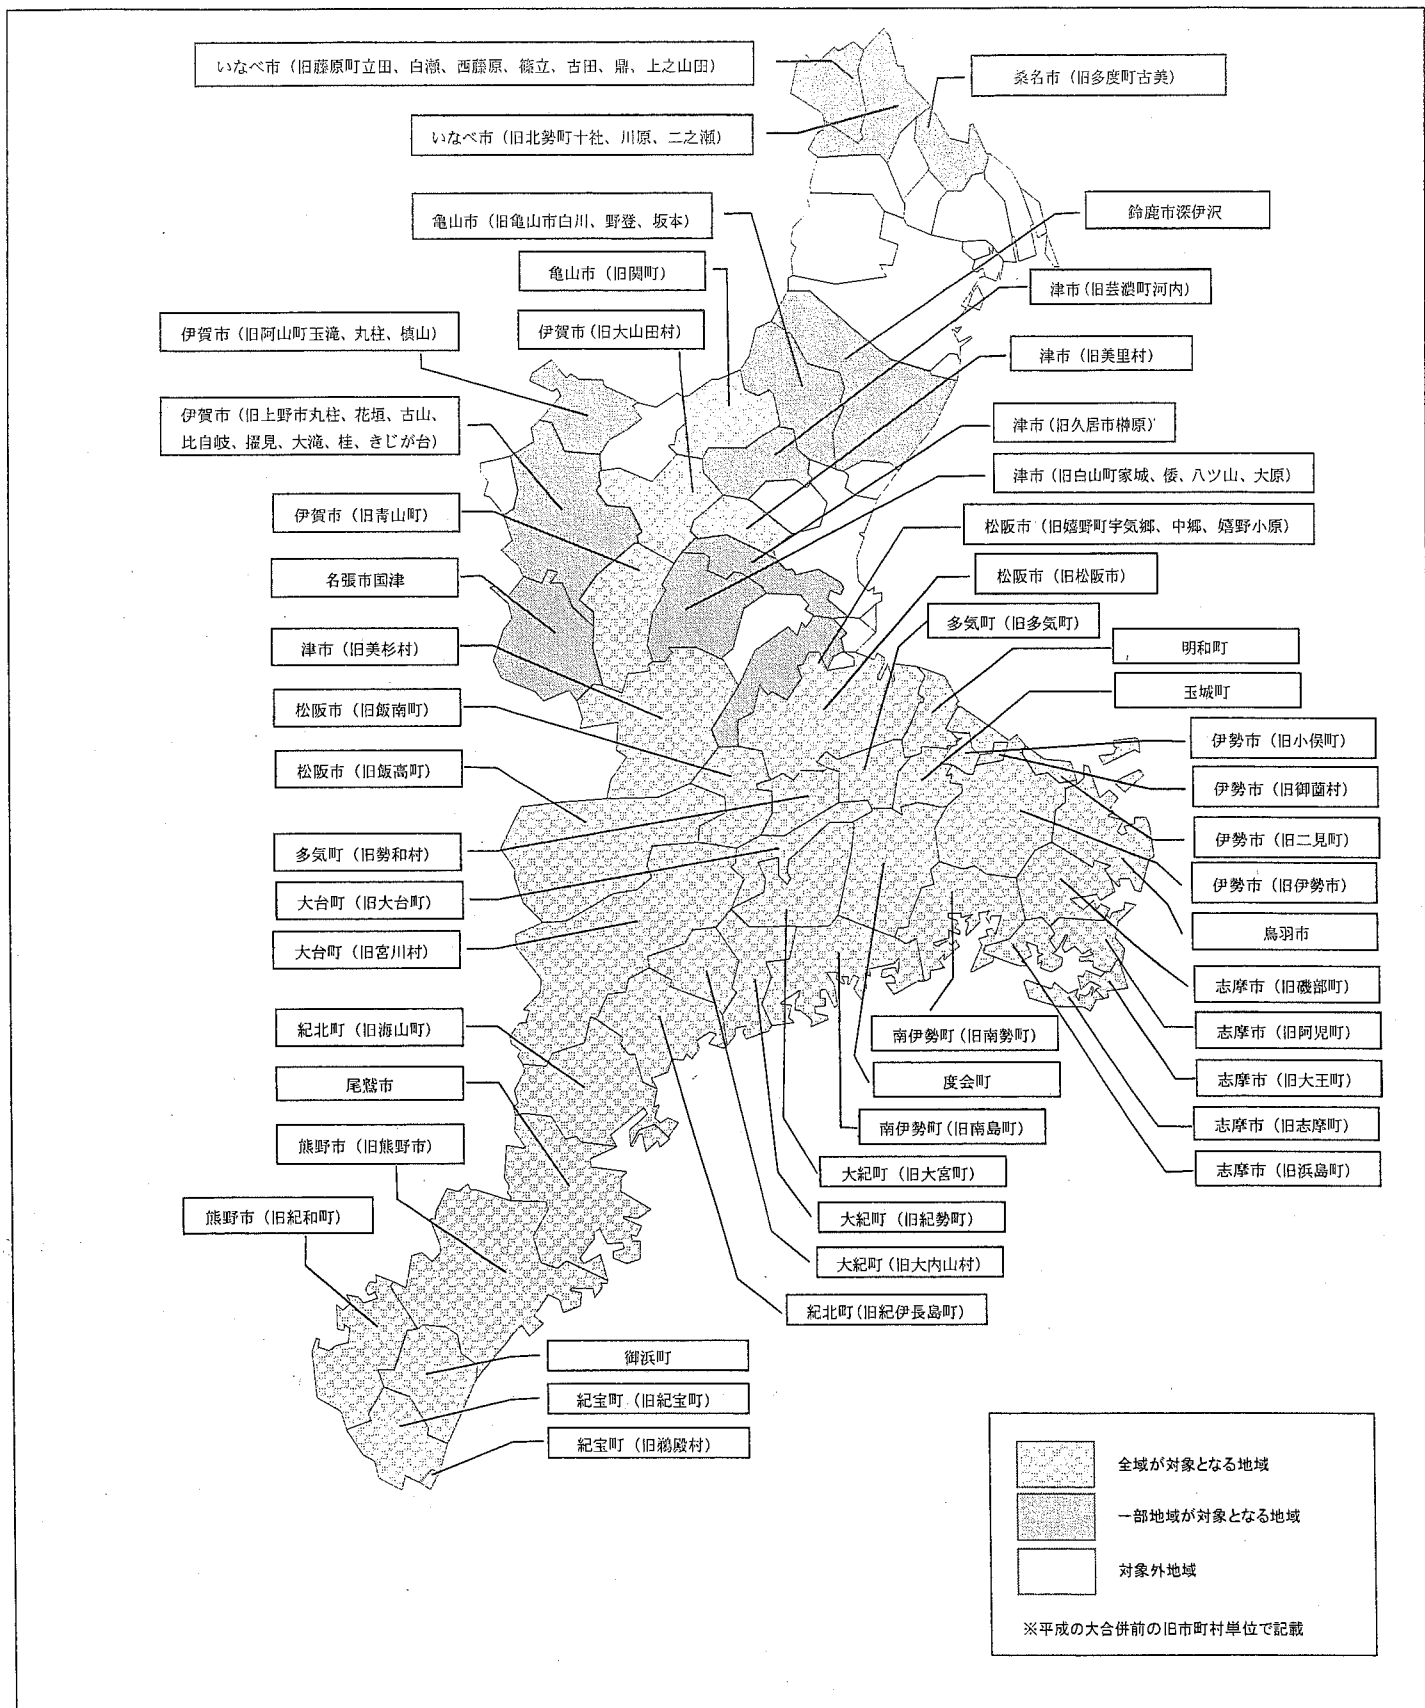 いなべ市（旧藤原町立田、白瀬、西藤原、篠立、古田、鼎、上之山田）
桑名市（旧多度町古美）
いなべ市（旧北勢町十社、川原、二之瀬）
亀山市（旧亀山市白川、野登、坂本）
鈴鹿市深伊沢
亀山市（旧関町）
津市（旧芸濃町河内）
伊賀市（旧阿山町玉滝、丸柱、槙山）
伊賀市（旧大山田村）
津市（旧美里村）
伊賀市（旧上野市丸柱、花垣、古山、
比自岐、擢見、大滝、桂、きじが台）
津市（旧久居市榊原）
津市（旧白山町家城、倭、八ツ山、大原）
伊賀市（旧青山町）
松阪市（旧嬉野町宇気郷、中郷、嬉野小原）
名張市国津
松阪市（旧松阪市）
多気町（旧多気町）
津市（旧美杉村）
明和町
玉城町
松阪市（旧飯南町）
伊勢市（旧小俣町）
松阪市（旧飯高町）
伊勢市（旧御薗村）
伊勢市（旧二見町）
多気町（旧勢和村）
伊勢市（旧伊勢市）
大台町（旧大台町）
鳥羽市
大台町（旧宮川村）
志摩市（旧磯部町）
紀北町（旧海山町）
南伊勢町（旧南勢町）
志摩市（旧阿児町）
尾鷲市
度会町
志摩市（旧大王町）
熊野市（旧熊野市）
南伊勢町（旧南島町）
志摩市（旧志摩町）
大紀町（旧大宮町）
志摩市（旧浜島町）
熊野市（旧紀和町）
大紀町（旧紀勢町）
大紀町（旧大内山村）
紀北町（旧紀伊長島町）
御浜町
紀宝町（旧紀宝町）
紀宝町（旧鵜殿村）
全域が対象となる地域
一部地域が対象となる地域
対象外地域
※平成の大合併前の旧市町村単位で記載